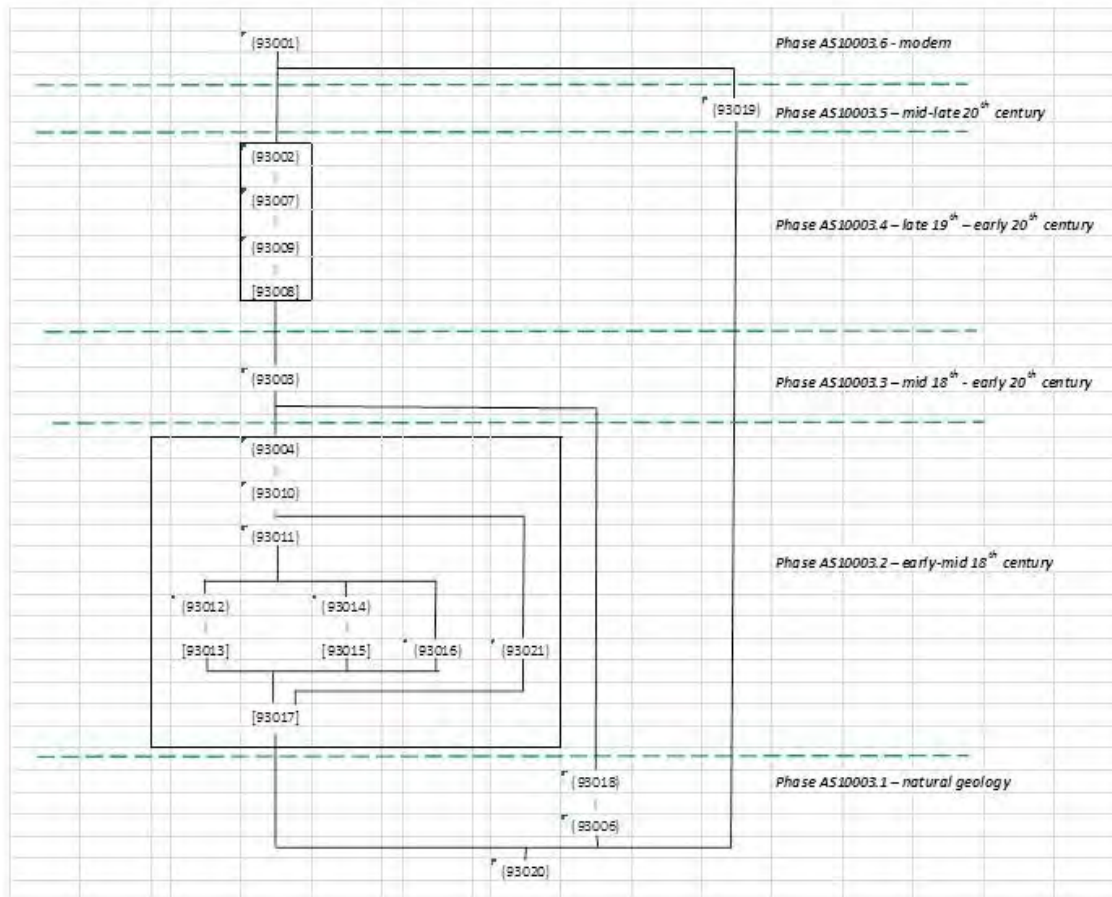 (93001) Phase AS10003.6 - modern
(93019) Phase AS10003.5 – mid-late 20th century
(93002)
(93007)
Phase AS10003.4 – late 19th – early 20th century
(93009)
[93008]
(93003) Phase AS10003.3 – mid 18th - early 20th century
(93004)
(93010)
(93011)
Phase AS10003.2 – early-mid 18th century
(93012) (93014)
[93013] [93015] (93016) (93021)
[93017]
(93018) Phase AS10003.1 – natural geology
(93006)
(93020)